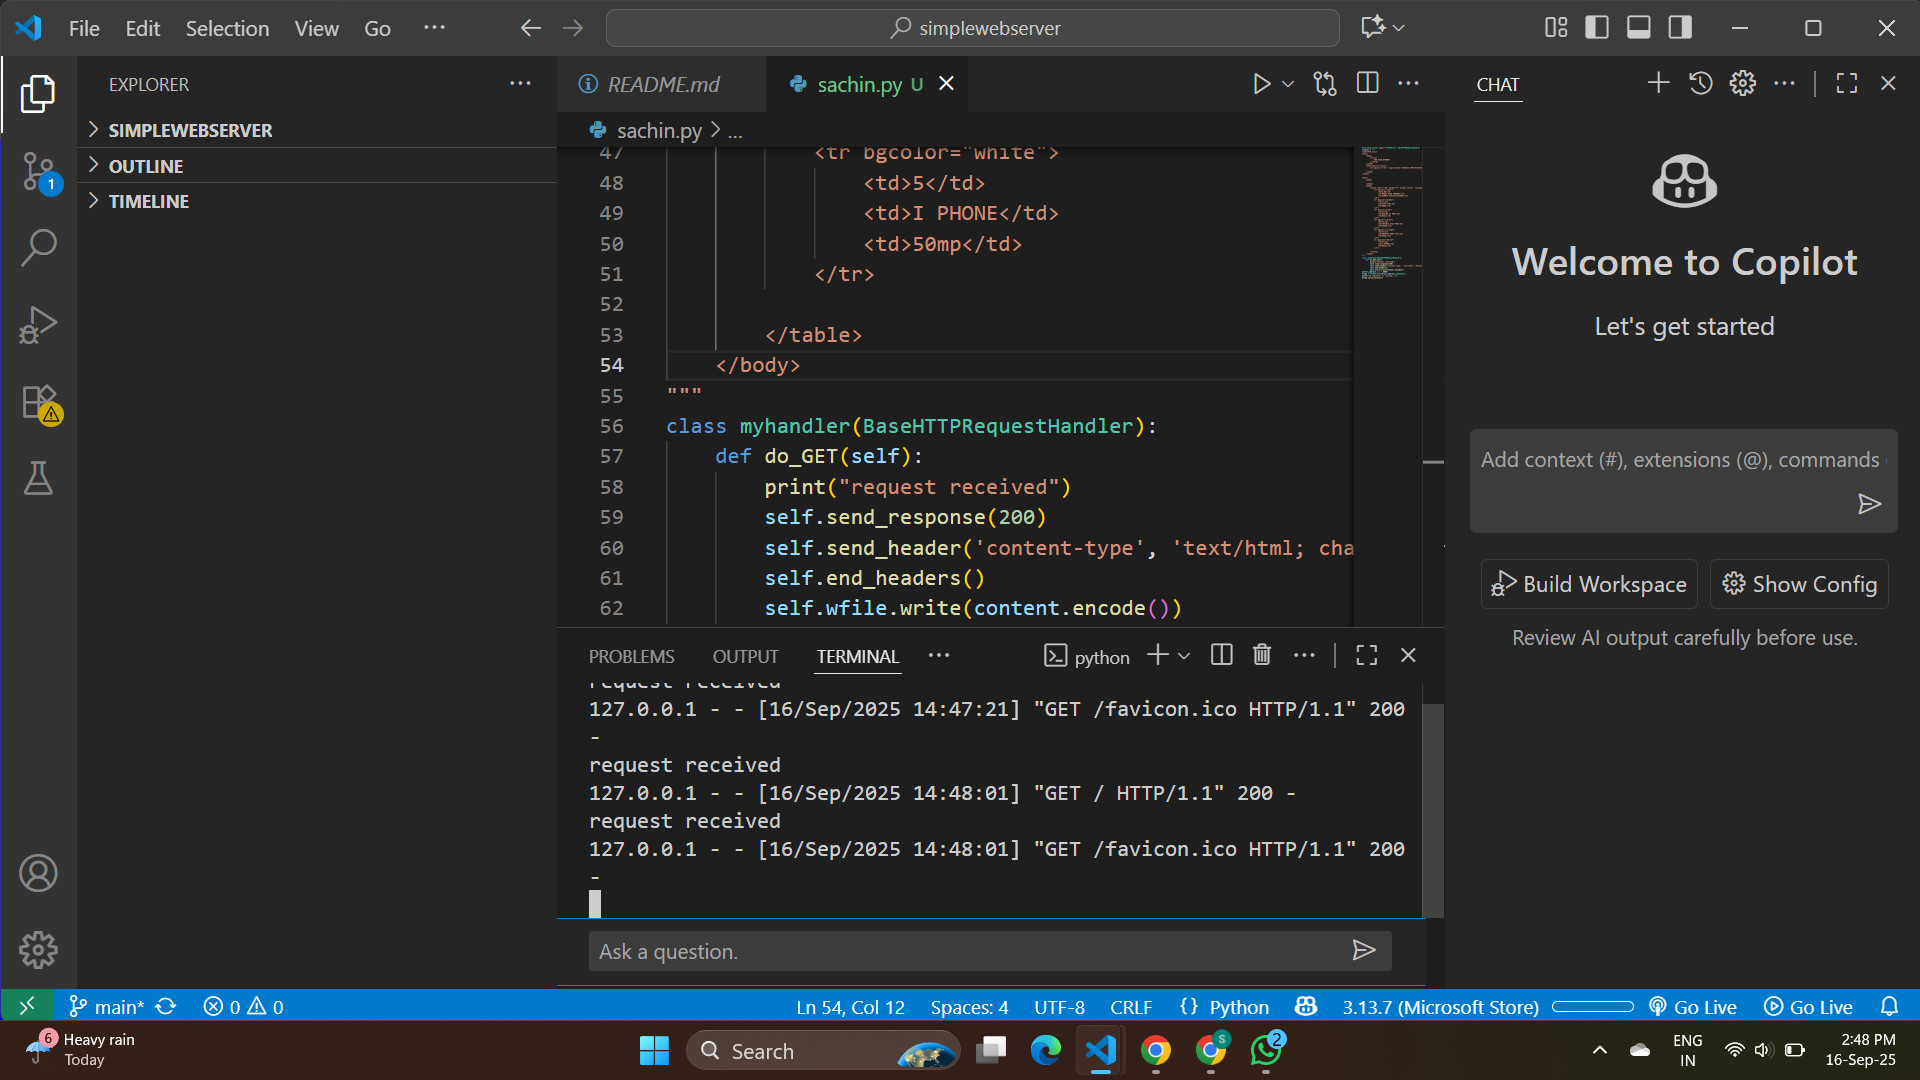 File Edit Selection View Go ...
simplewebserver
EXPLORER
SIMPLEWEBSERVER
OUTLINE
TIMELINE
1
README.md
sachin.py U
sachin.py > ...
47 <tr bgcolor="white">
48 <td>5</td>
49 <td>I PHONE</td>
50 <td>50mp</td>
51 </tr>
52
53 </table>
54 </body>
55 """
56 class myhandler(BaseHTTPRequestHandler):
57 def do_GET(self):
58 print("request received")
59 self.send_response(200)
60 self.send_header('content-type', 'text/html; cha
61 self.end_headers()
62 self.wfile.write(content.encode())
PROBLEMS OUTPUT TERMINAL ... python
request received
127.0.0.1 - - [16/Sep/2025 14:47:21] "GET /favicon.ico HTTP/1.1" 200
-
request received
127.0.0.1 - - [16/Sep/2025 14:48:01] "GET / HTTP/1.1" 200 -
request received
127.0.0.1 - - [16/Sep/2025 14:48:01] "GET /favicon.ico HTTP/1.1" 200
-
Ask a question.
CHAT
Welcome to Copilot
Let's get started
Add context (#), extensions (@), commands
Build Workspace Show Config
Review AI output carefully before use.
main* 0 0 Ln 54, Col 12 Spaces: 4 UTF-8 CRLF {} Python 3.13.7 (Microsoft Store) Go Live Go Live
6 Heavy rain
Today
Search
S
2
ENG
IN
2:48 PM
16-Sep-25